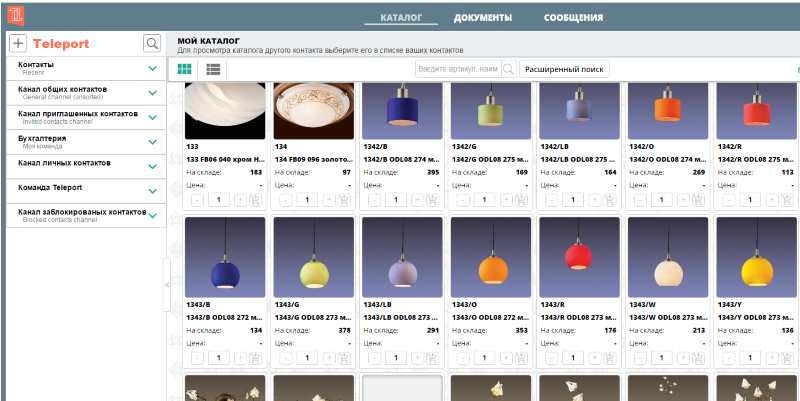 TL
КАТАЛОГ ДОКУМЕНТЫ СООБЩЕНИЯ
Teleport
МОЙ КАТАЛОГ
Для просмотра каталога другого контакта выберите его в списке ваших контактов
Введите артикул, наим Расширенный поиск
Контакты
Recent
Канал общих контактов
General channel (unsorted)
Канал приглашенных контактов
Invited contacts channel
Бухгалтерия
Моя команда
Канал личных контактов
Команда Teleport
Канал заблокированых контактов
Blocked contacts channel
133 134 1342/B 1342/G 1342/LB 1342/O 1342/R
133 FB06 040 хром Н... 134 FB09 096 золото... 1342/B ODL08 274 м... 1342/G ODL08 275 м... 1342/LB ODL08 275 ... 1342/O ODL08 274 м... 1342/R ODL08 275 м...
На складе: 183 На складе: 97 На складе: 395 На складе: 169 На складе: 164 На складе: 269 На складе: 113
Цена: - Цена: - Цена: - Цена: - Цена: - Цена: - Цена: -
- 1 + - 1 + - 1 + - 1 + - 1 + - 1 + - 1 +
1343/B 1343/G 1343/LB 1343/O 1343/R 1343/W 1343/Y
1343/B ODL08 272 м... 1343/G ODL08 273 м... 1343/LB ODL08 273 ... 1343/O ODL08 272 м... 1343/R ODL08 273 м... 1343/W ODL08 273 м... 1343/Y ODL08 273 м...
На складе: 134 На складе: 378 На складе: 291 На складе: 353 На складе: 176 На складе: 213 На складе: 136
Цена: - Цена: - Цена: - Цена: - Цена: - Цена: - Цена: -
- 1 + - 1 + - 1 + - 1 + - 1 + - 1 + - 1 +